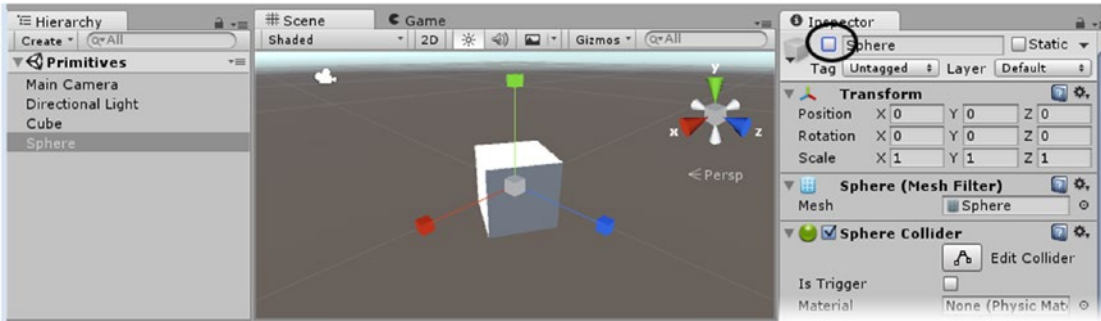 Hierarchy
Create
Q▾All
Primitives
Main Camera
Directional Light
Cube
Sphere
# Scene
Game
Shaded
2D
Gizmos
Q▾All
y
x
z
Persp
Inspector
Sphere
Static
Tag Untagged Layer Default
Transform
Position X 0 Y 0 Z 0
Rotation X 0 Y 0 Z 0
Scale X 1 Y 1 Z 1
Sphere (Mesh Filter)
Mesh Sphere
Sphere Collider
Edit Collider
Is Trigger
Material None (Physic Mate